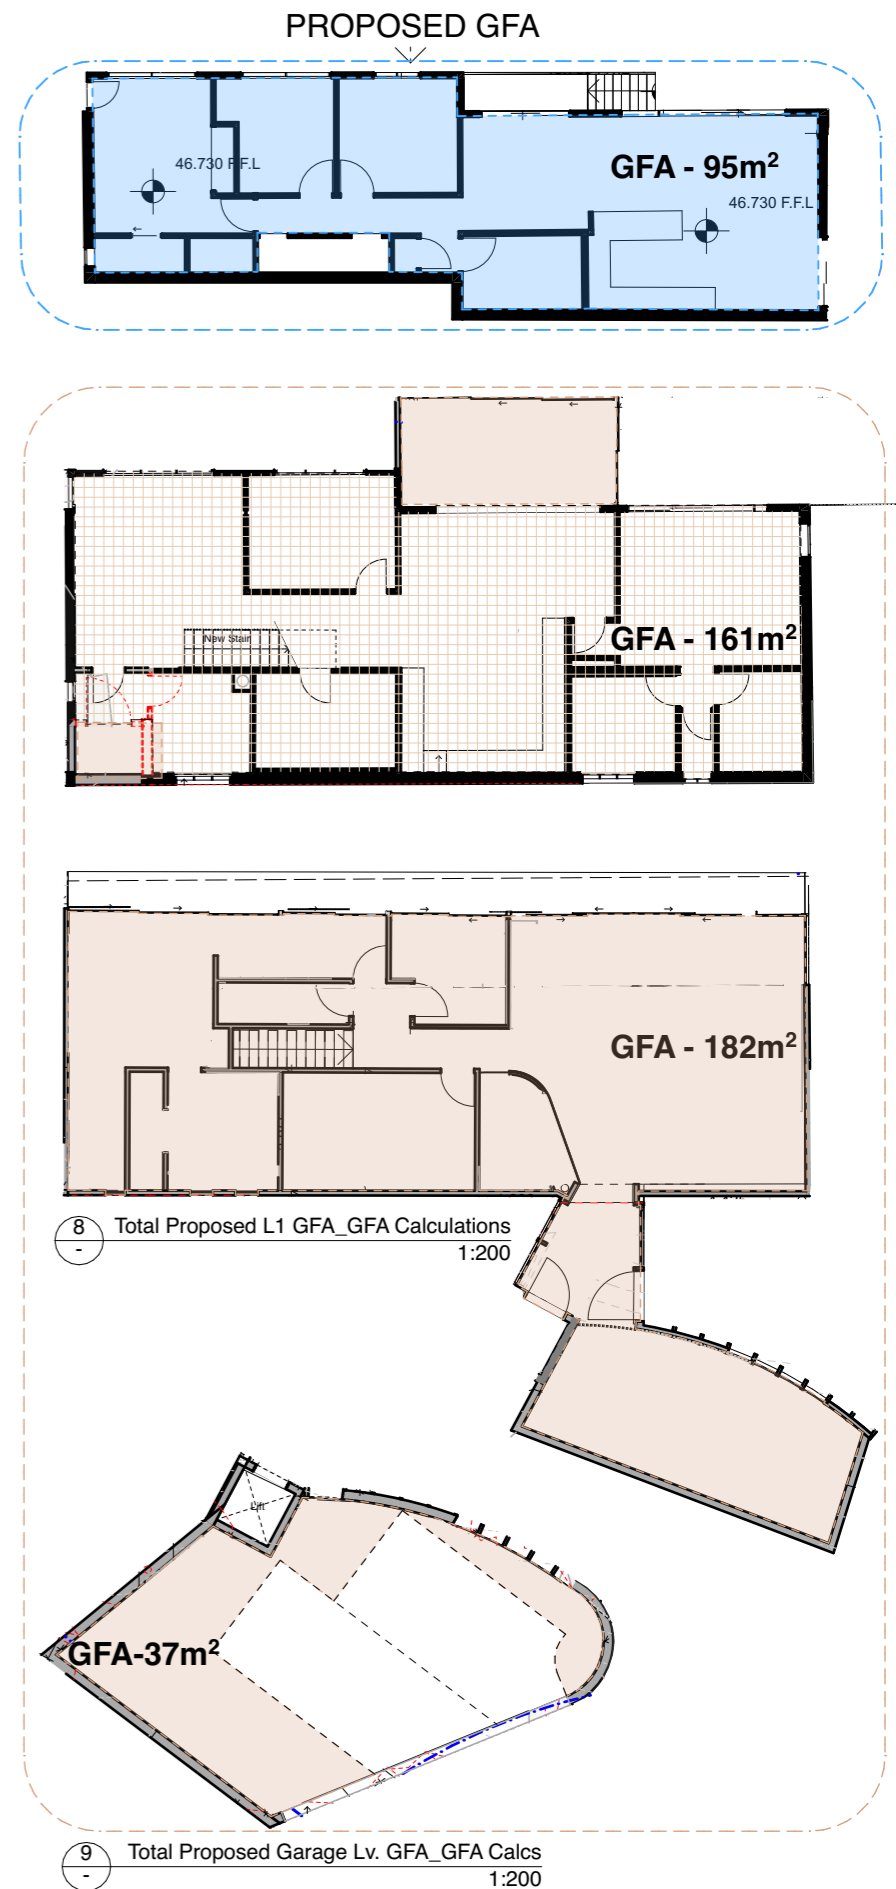 PROPOSED GFA
46.730 F.F.L
GFA - 95m²
46.730 F.F.L
New Stair
GFA - 161m²
GFA - 182m²
8
-
Total Proposed L1 GFA_GFA Calculations
1:200
Lift
GFA-37m²
9
-
Total Proposed Garage Lv. GFA_GFA Calcs
1:200